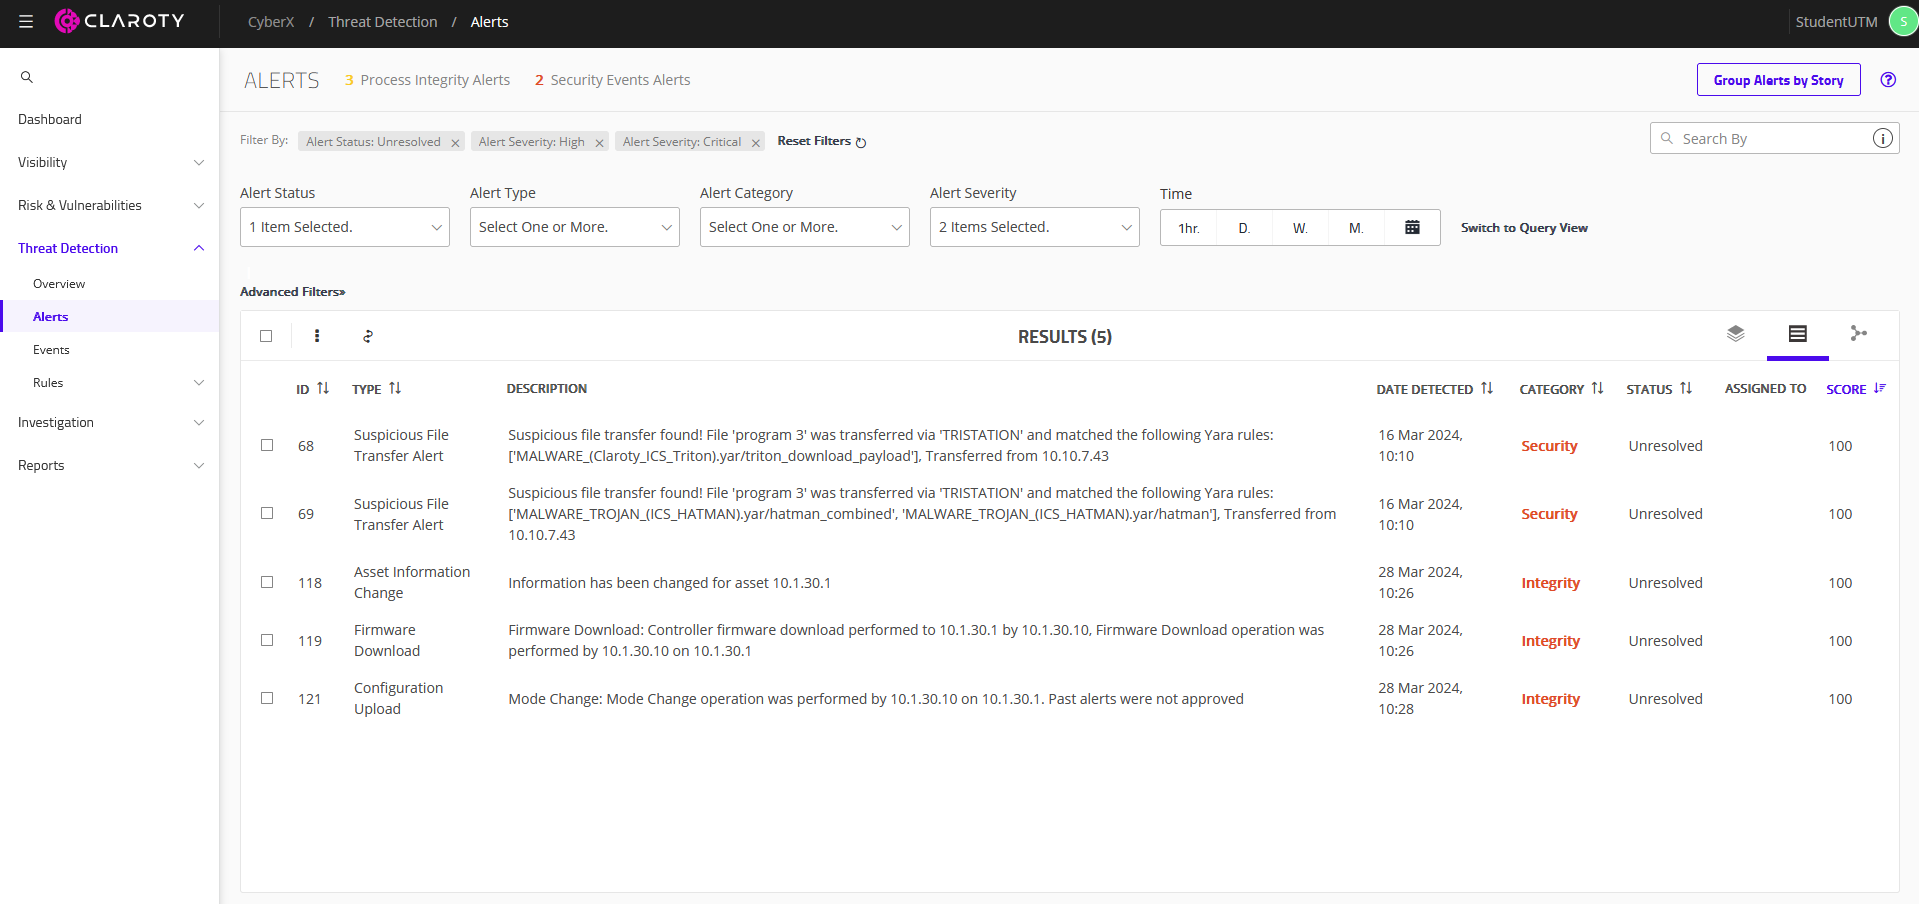 CLAROTY
CyberX / Threat Detection / Alerts
StudentUTM S
Dashboard
Visibility
Risk & Vulnerabilities
Threat Detection
Overview
Alerts
Events
Rules
Investigation
Reports
ALERTS 3 Process Integrity Alerts 2 Security Events Alerts
Group Alerts by Story ?
Filter By: Alert Status: Unresolved × Alert Severity: High × Alert Severity: Critical × Reset Filters
Search By i
Alert Status Alert Type Alert Category Alert Severity Time
1 Item Selected. Select One or More. Select One or More. 2 Items Selected. 1hr. D. W. M. Switch to Query View
Advanced Filters»
RESULTS (5)
ID TYPE DESCRIPTION DATE DETECTED CATEGORY STATUS ASSIGNED TO SCORE
68
Suspicious File
Transfer Alert
Suspicious file transfer found! File 'program 3' was transferred via 'TRISTATION' and matched the following Yara rules:
['MALWARE_(Claroty_ICS_Triton).yar/triton_download_payload'], Transferred from 10.10.7.43
16 Mar 2024,
10:10
Security
Unresolved
100
69
Suspicious File
Transfer Alert
Suspicious file transfer found! File 'program 3' was transferred via 'TRISTATION' and matched the following Yara rules:
['MALWARE_TROJAN_(ICS_HATMAN).yar/hatman_combined', 'MALWARE_TROJAN_(ICS_HATMAN).yar/hatman'], Transferred from
10.10.7.43
16 Mar 2024,
10:10
Security
Unresolved
100
118
Asset Information
Change
Information has been changed for asset 10.1.30.1
28 Mar 2024,
10:26
Integrity
Unresolved
100
119
Firmware
Download
Firmware Download: Controller firmware download performed to 10.1.30.1 by 10.1.30.10, Firmware Download operation was
performed by 10.1.30.10 on 10.1.30.1
28 Mar 2024,
10:26
Integrity
Unresolved
100
121
Configuration
Upload
Mode Change: Mode Change operation was performed by 10.1.30.10 on 10.1.30.1. Past alerts were not approved
28 Mar 2024,
10:28
Integrity
Unresolved
100